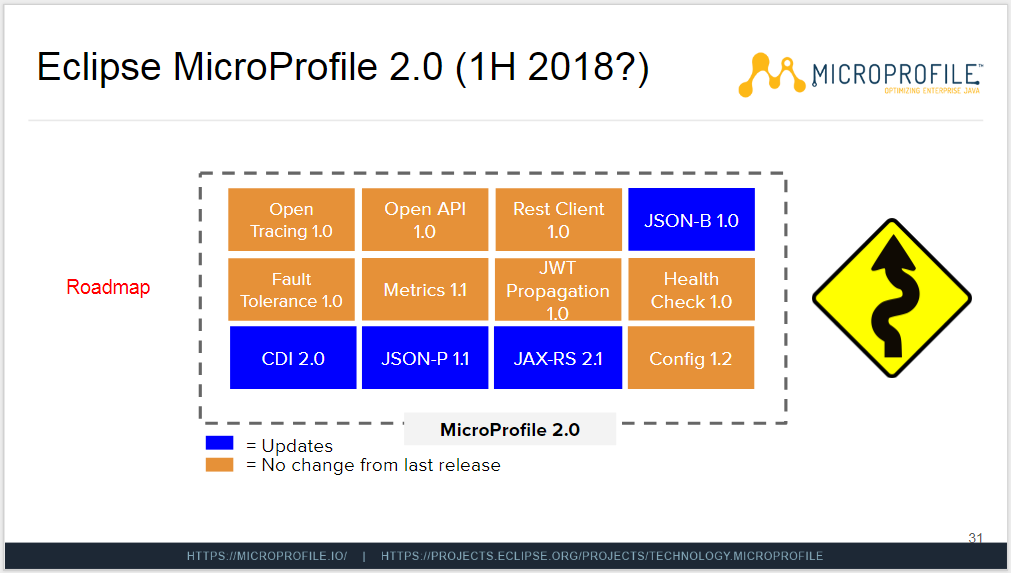 Eclipse MicroProfile 2.0 (1H 2018?)
MICROPROFILE™
OPTIMIZING ENTERPRISE JAVA
Roadmap
Open
Tracing 1.0
Open API
1.0
Rest Client
1.0
JSON-B 1.0
Fault
Tolerance 1.0
Metrics 1.1
JWT
Propagation
1.0
Health
Check 1.0
CDI 2.0
JSON-P 1.1
JAX-RS 2.1
Config 1.2
MicroProfile 2.0
= Updates
= No change from last release
31
HTTPS://MICROPROFILE.IO/ | HTTPS://PROJECTS.ECLIPSE.ORG/PROJECTS/TECHNOLOGY.MICROPROFILE